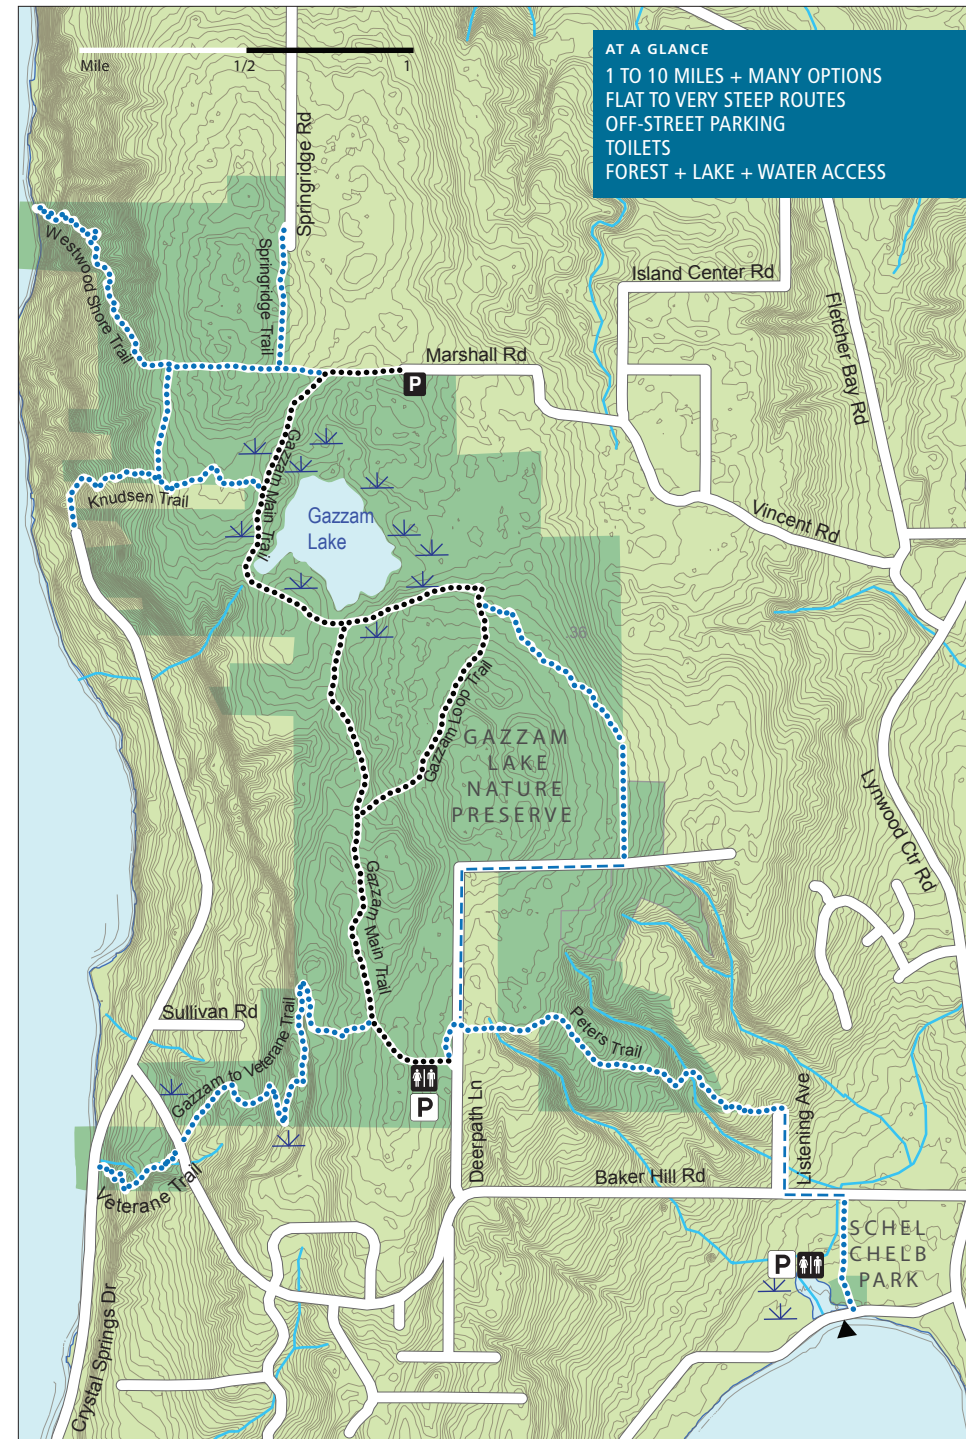 Mile
1/2
1
AT A GLANCE
1 TO 10 MILES + MANY OPTIONS
FLAT TO VERY STEEP ROUTES
OFF-STREET PARKING
TOILETS
FOREST + LAKE + WATER ACCESS
Springridge Rd
Westwood Shore Trail
Springridge Trail
Island Center Rd
Fletcher Bay Rd
Marshall Rd
P
Gazzam Main Trail
Knudsen Trail
Gazzam
Lake
Vincent Rd
36
Gazzam Loop Trail
GAZZAM
LAKE
NATURE
PRESERVE
Lynwood Ctr Rd
Gazzam Main Trail
Sullivan Rd
Gazzam to Veterane Trail
Peters Trail
P
Deerpath Ln
Listening Ave
Veterane Trail
Baker Hill Rd
SCHEL
CHELB
PARK
P
Crystal Springs Dr